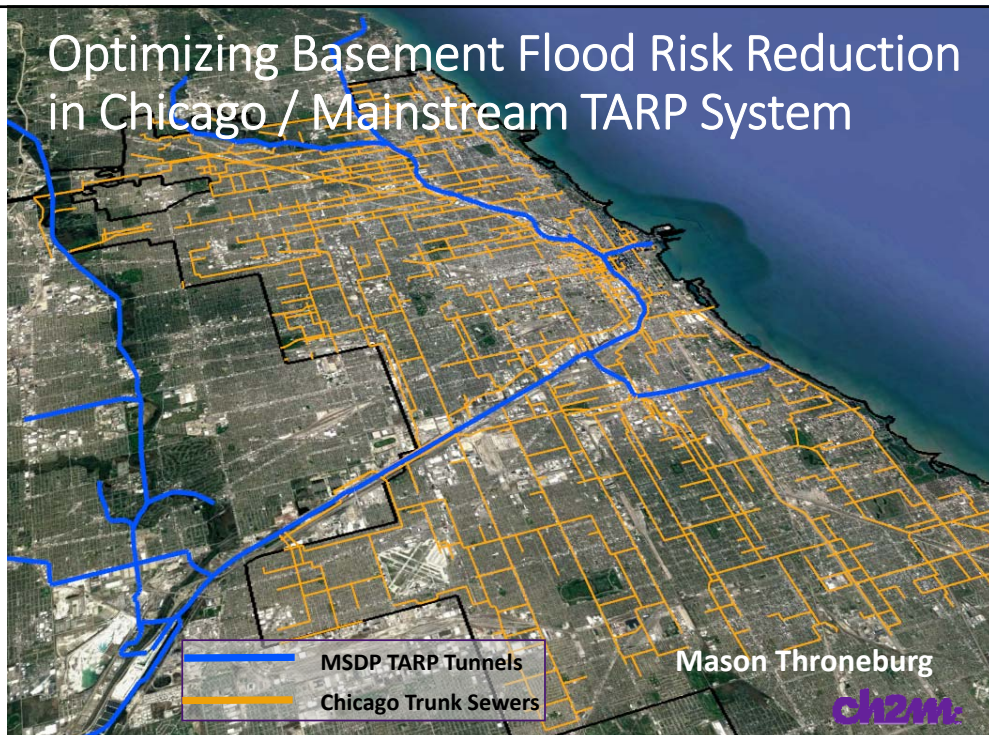 Optimizing Basement Flood Risk Reduction
in Chicago / Mainstream TARP System
MSDP TARP Tunnels
Chicago Trunk Sewers
Mason Throneburg
ch2m: